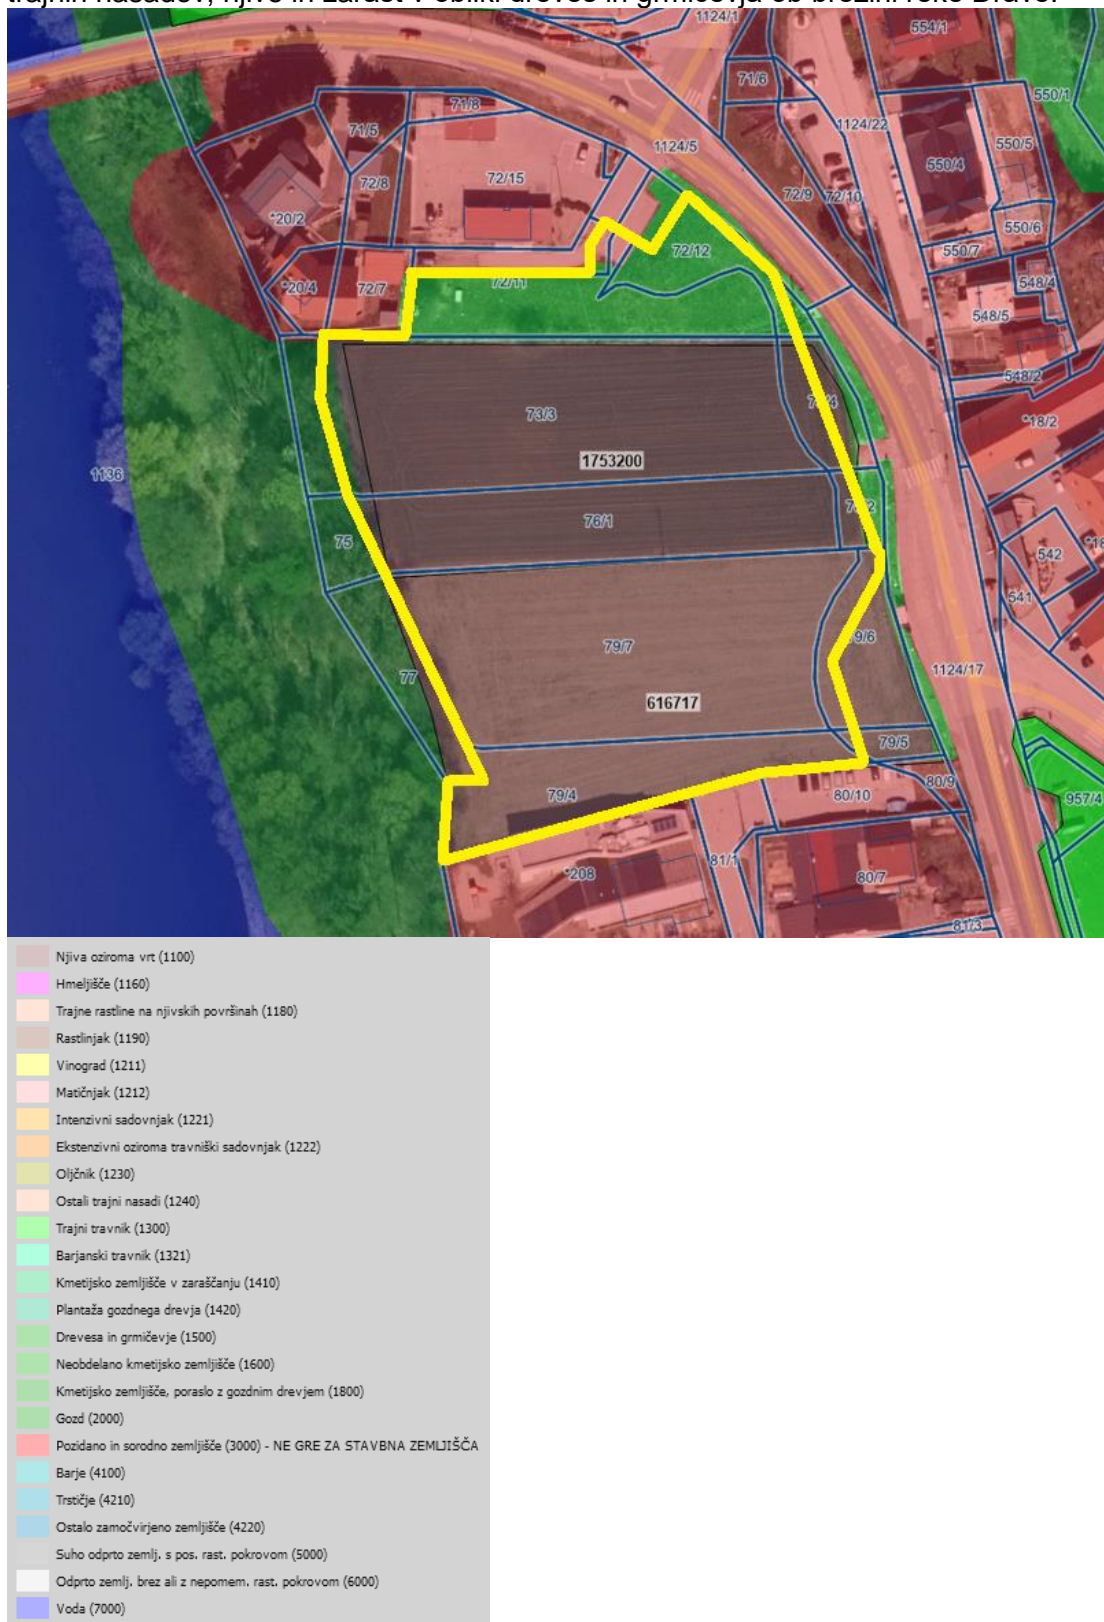 trajnih nasadov, njive in zarast v obliki dreves in grmičevja ob brežini reke Drave.
1124/1
554/1
71/6
550/1
71/8
71/5
1124/22
550/5
1124/5
550/4
72/15
72/8
72/9
72/10
*20/2
550/6
72/12
550/7
72/11
548/4
*20/4
72/7
548/5
548/2
73/3
*18/2
1753200
1136
76/1
75
542
541
79/7
79/6
77
1124/17
616717
79/5
79/4
80/10
80/9
957/4
81/1
*208
80/7
81/3
Njiva oziroma vrt (1100)
Hmeljišče (1160)
Trajne rastline na njivskih površinah (1180)
Rastlinjak (1190)
Vinograd (1211)
Matičnjak (1212)
Intenzivni sadovnjak (1221)
Ekstenzivni oziroma travniški sadovnjak (1222)
Oljčnik (1230)
Ostali trajni nasadi (1240)
Trajni travnik (1300)
Barjanski travnik (1321)
Kmetijsko zemljišče v zaraščanju (1410)
Plantaža gozdnega drevja (1420)
Drevesa in grmičevje (1500)
Neobdelano kmetijsko zemljišče (1600)
Kmetijsko zemljišče, poraslo z gozdnim drevjem (1800)
Gozd (2000)
Pozidano in sorodno zemljišče (3000) - NE GRE ZA STAVBNA ZEMLJIŠČA
Barje (4100)
Trstičje (4210)
Ostalo zamočvirjeno zemljišče (4220)
Suho odprto zemlj. s pos. rast. pokrovom (5000)
Odprto zemlj. brez ali z nepomem. rast. pokrovom (6000)
Voda (7000)